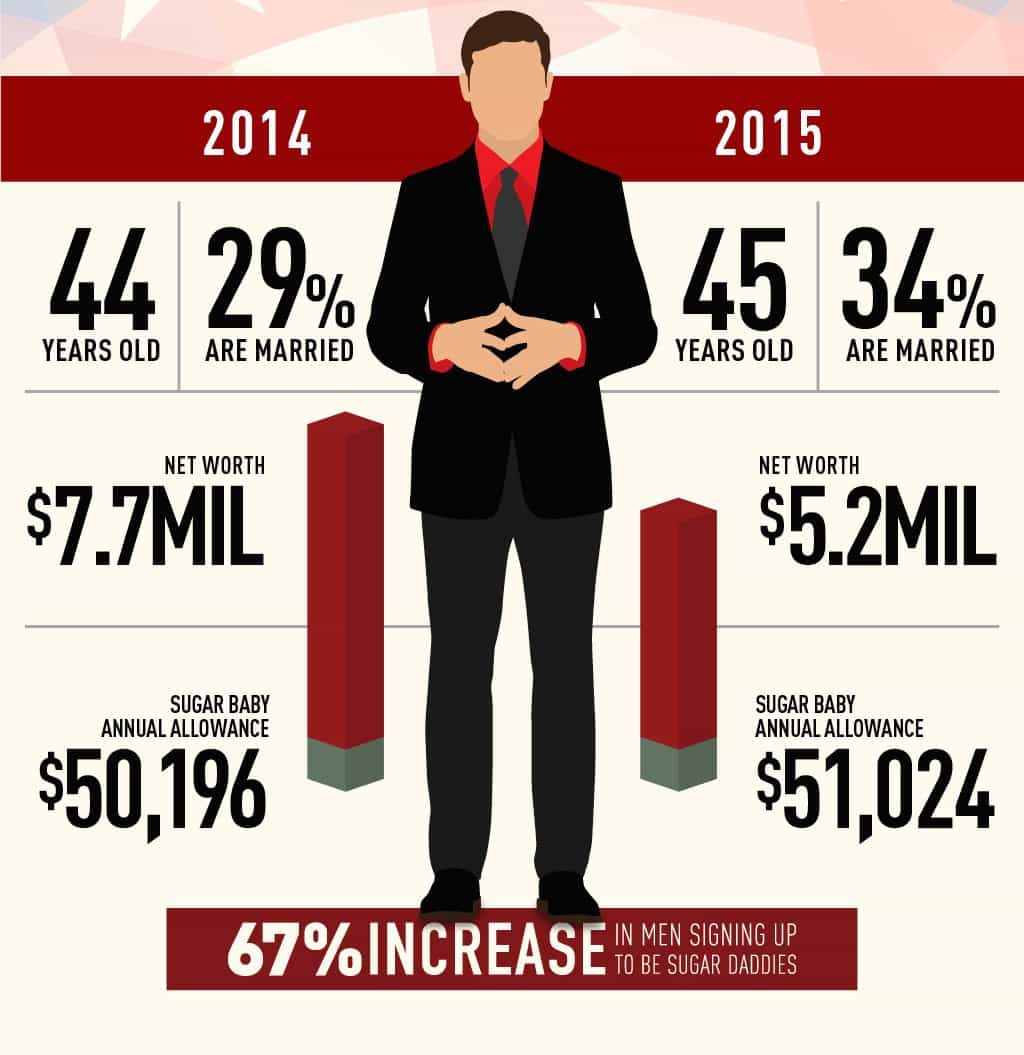 2014
2015
44
YEARS OLD
29%
ARE MARRIED
45
YEARS OLD
34%
ARE MARRIED
NET WORTH
$7.7MIL
NET WORTH
$5.2MIL
SUGAR BABY
ANNUAL ALLOWANCE
$50,196
SUGAR BABY
ANNUAL ALLOWANCE
$51,024
67% INCREASE
IN MEN SIGNING UP
TO BE SUGAR DADDIES